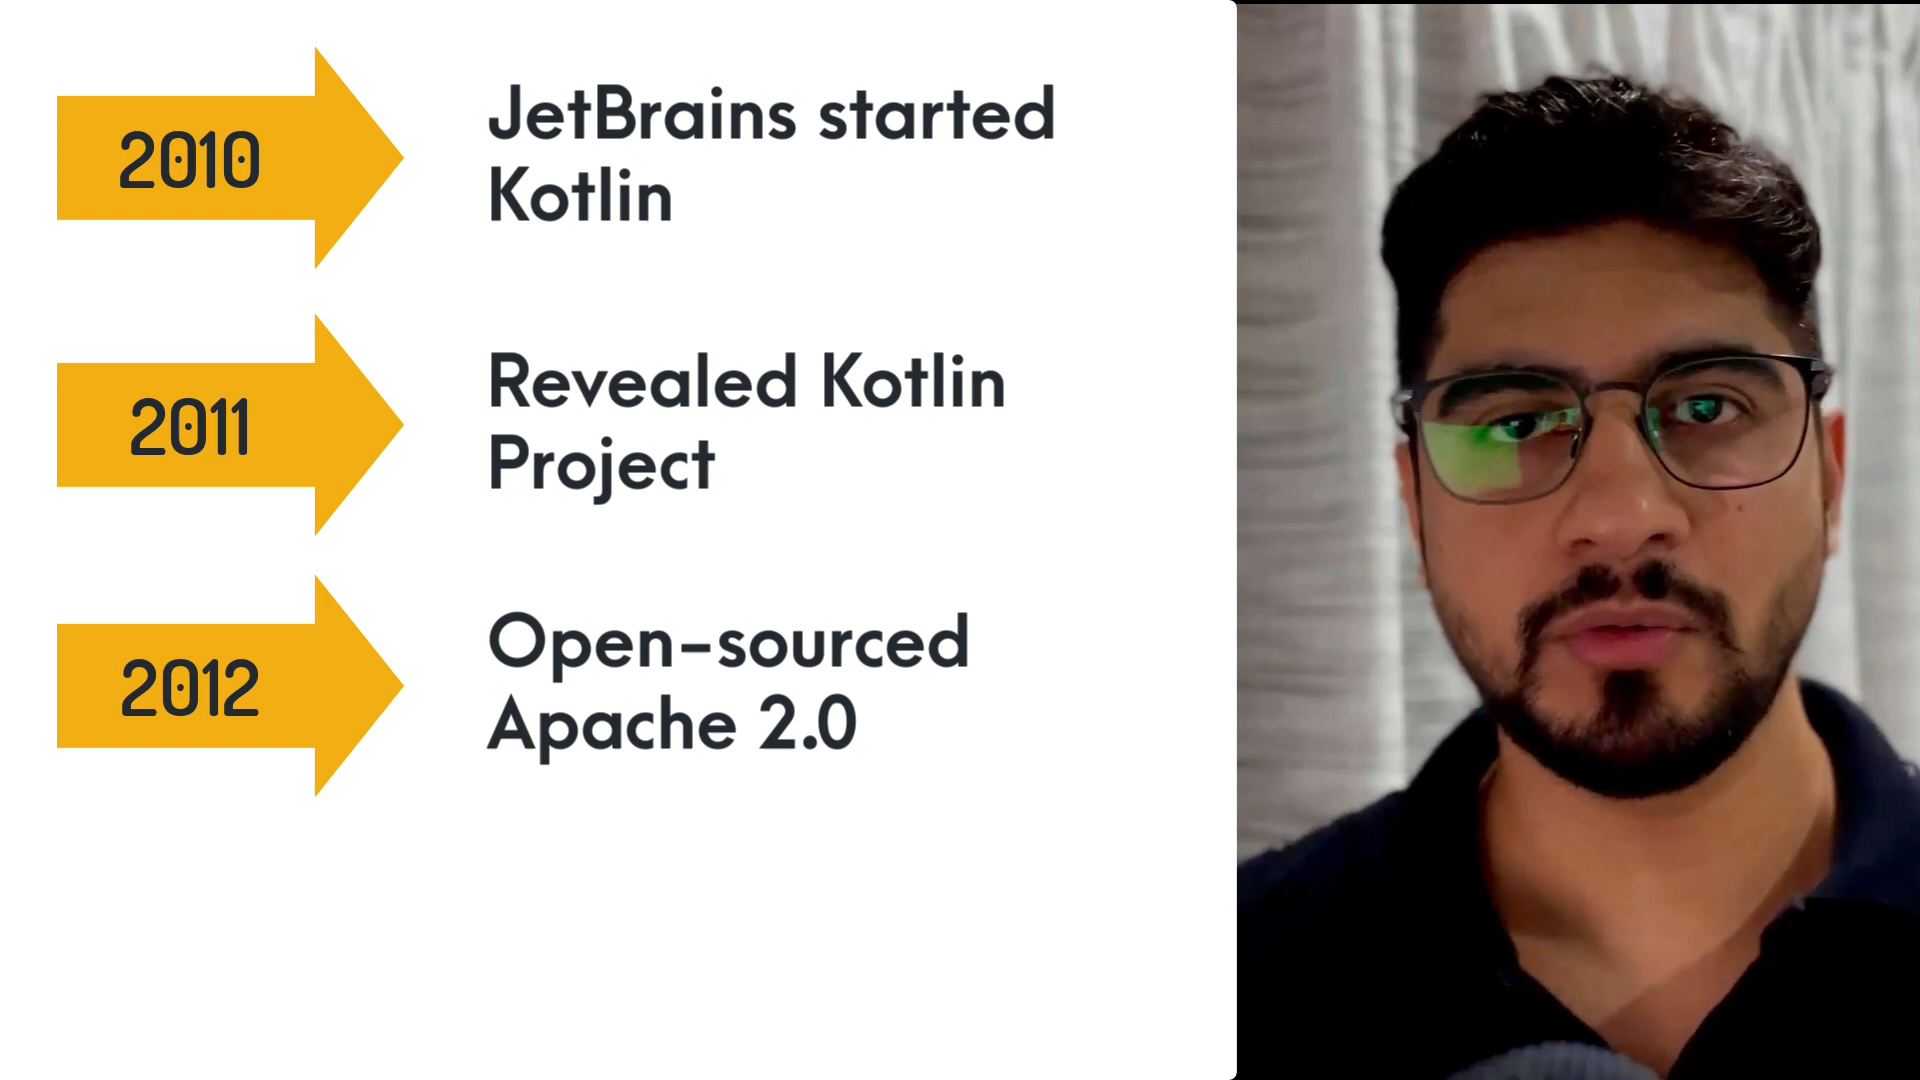 2010
JetBrains started
Kotlin
2011
Revealed Kotlin
Project
2012
Open-sourced
Apache 2.0